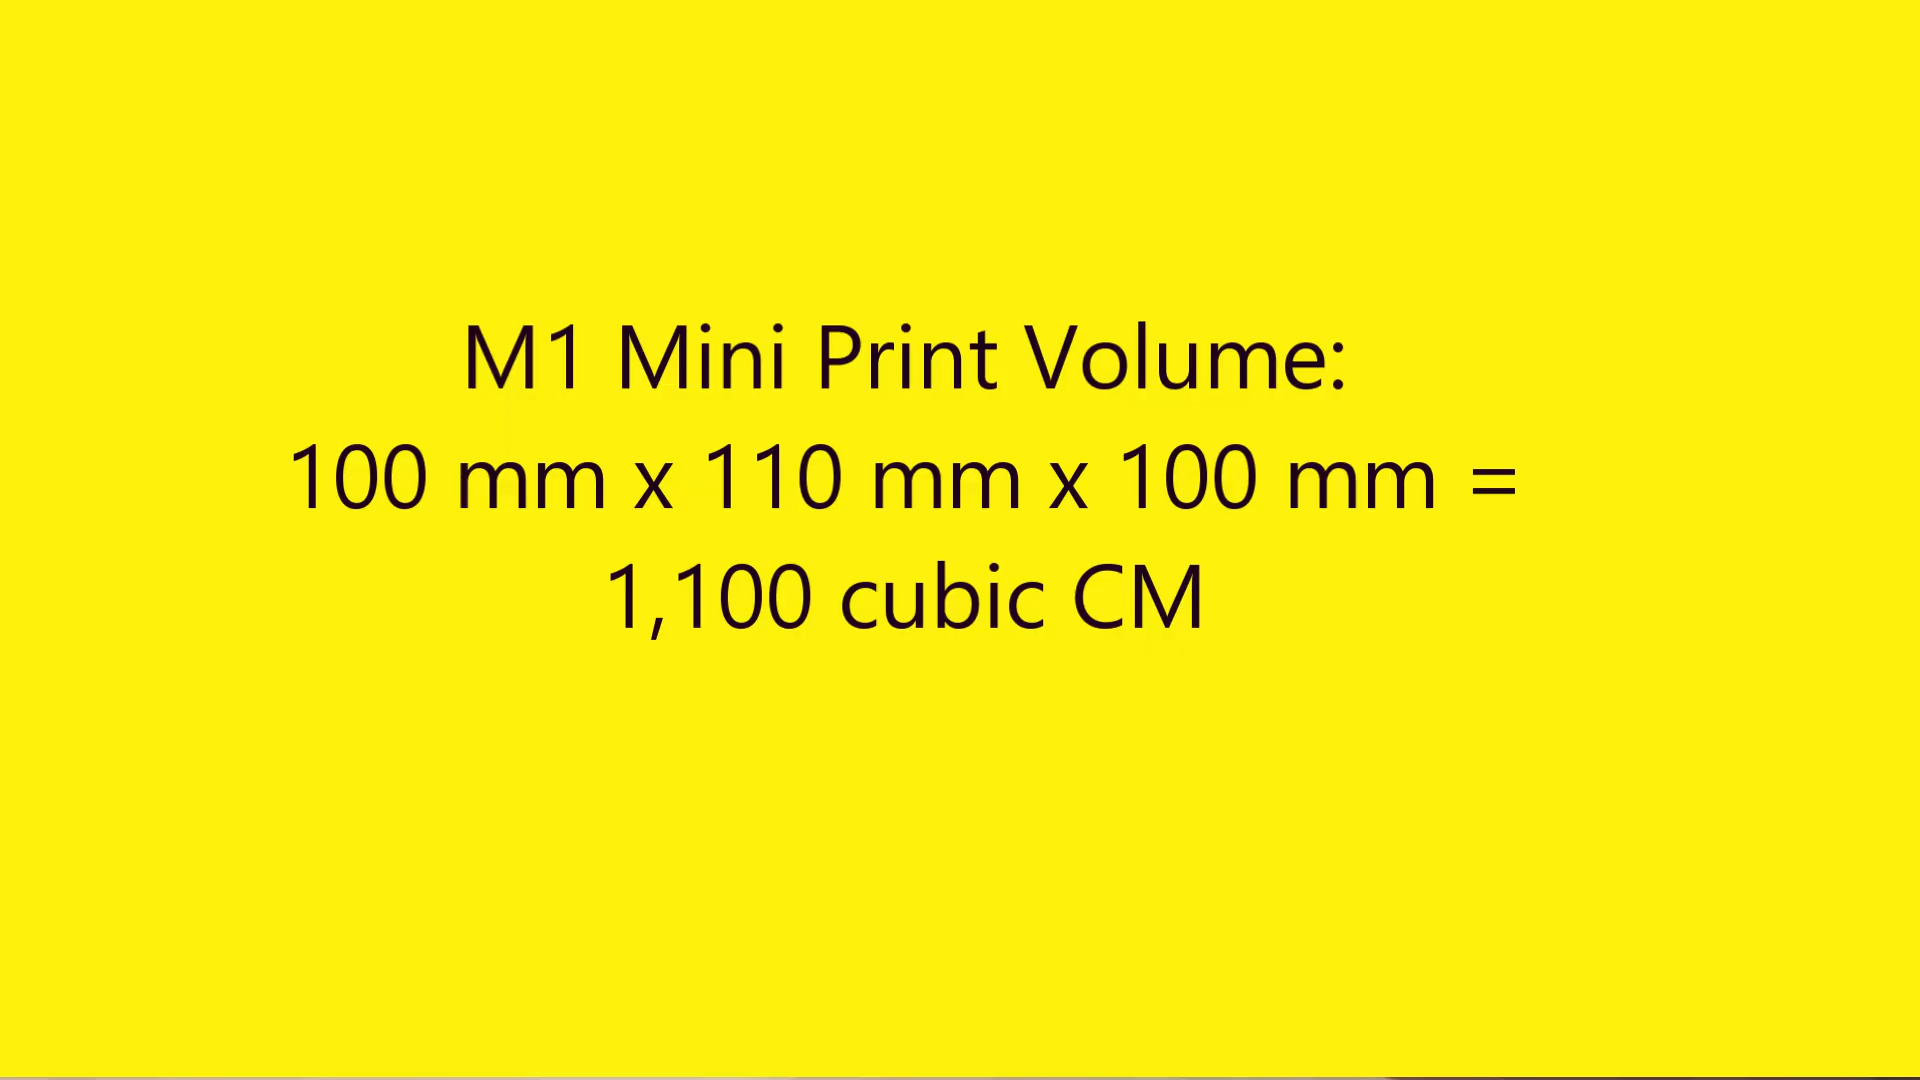 M1 Mini Print Volume:
100 mm x 110 mm x 100 mm =
1,100 cubic CM